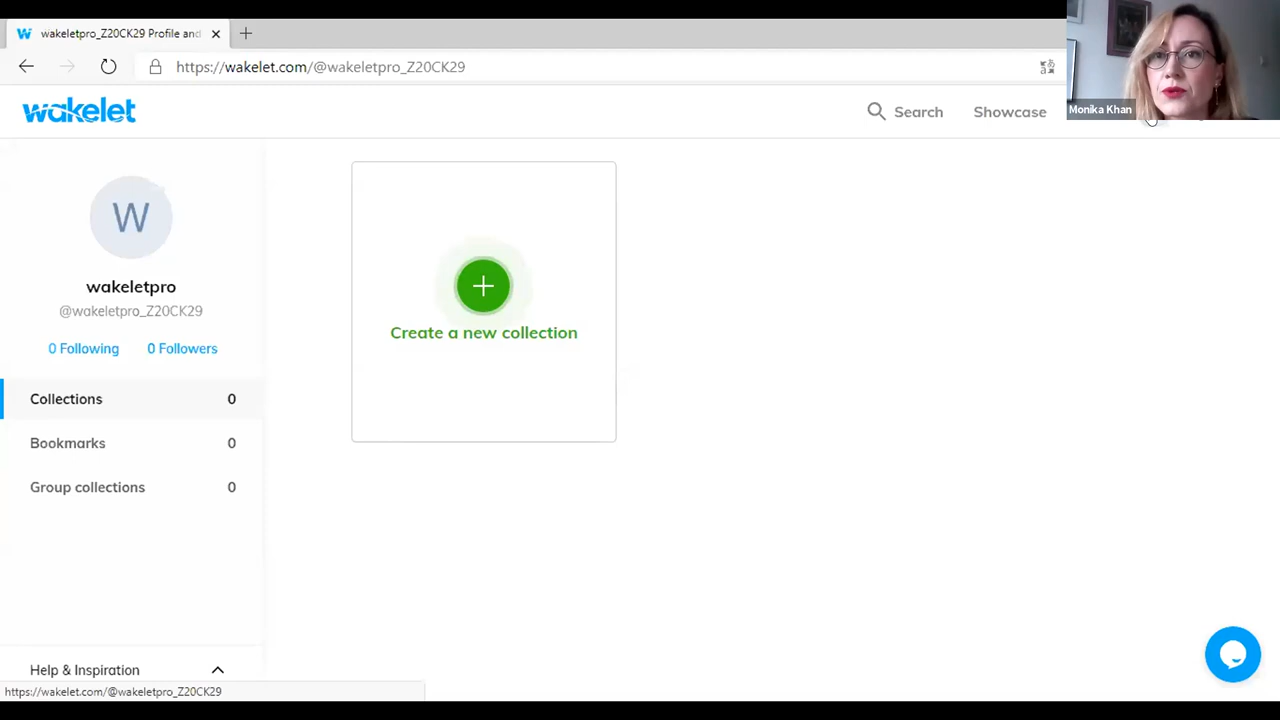 wakeletpro_Z20CK29 Profile and
https://wakelet.com/@wakeletpro_Z20CK29
wakelet
Search
Showcase
Monika Khan
W
wakeletpro
@wakeletpro_Z20CK29
0 Following
0 Followers
Collections 0
Bookmarks 0
Group collections 0
Create a new collection
Help & Inspiration
https://wakelet.com/@wakeletpro_Z20CK29